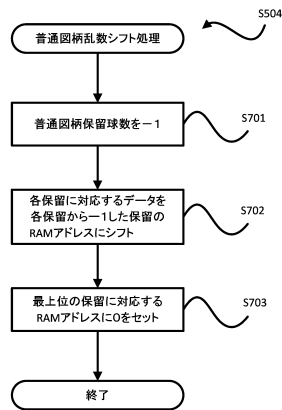 普通図柄乱数シフト処理
S504
普通図柄保留球数を－１
S701
各保留に対応するデータを
各保留から－１した保留の
RAMアドレスにシフト
S702
最上位の保留に対応する
RAMアドレスに０をセット
S703
終了